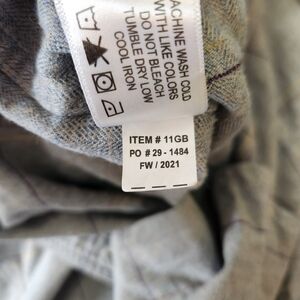 MACHINE WASH COLD
WITH LIKE COLORS
DO NOT BLEACH
TUMBLE DRY LOW
COOL IRON
ITEM # 11GB
PO # 29 - 1484
FW / 2021